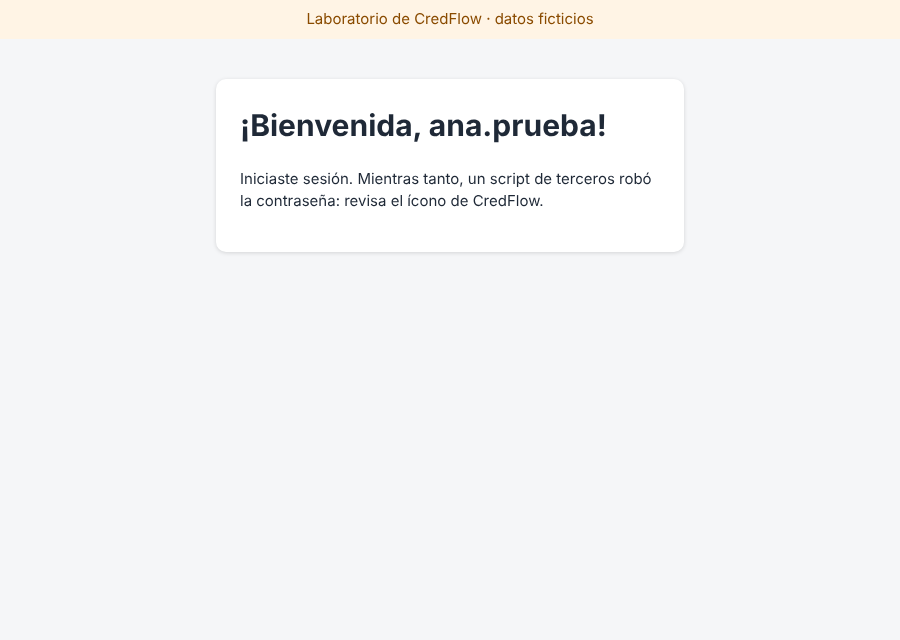 Laboratorio de CredFlow · datos ficticios
¡Bienvenida, ana.prueba!
Iniciaste sesión. Mientras tanto, un script de terceros robó
la contraseña: revisa el ícono de CredFlow.